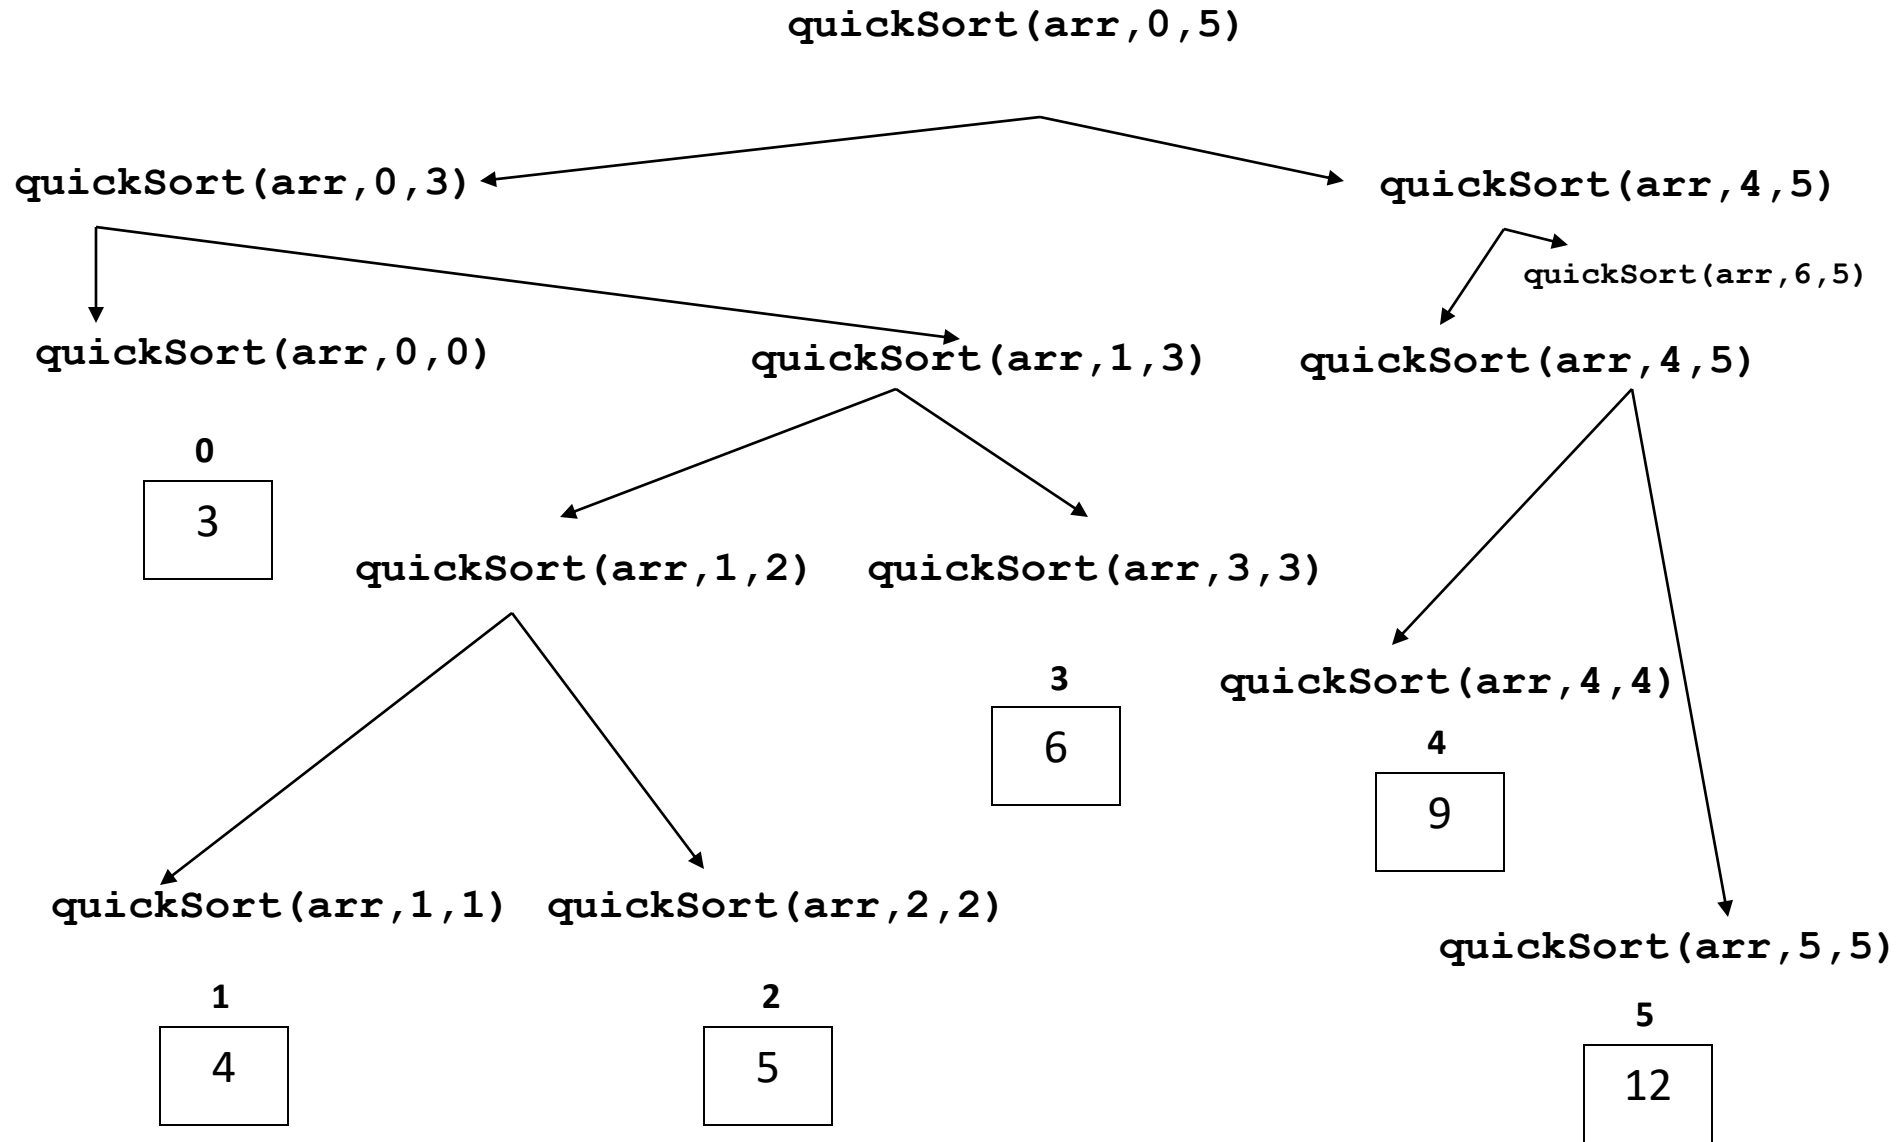 quickSort(arr,0,5)
quickSort(arr,0,3)
quickSort(arr,4,5)
quickSort(arr,6,5)
quickSort(arr,0,0)
quickSort(arr,1,3)
quickSort(arr,4,5)
0
3
quickSort(arr,1,2)
quickSort(arr,3,3)
3
6
quickSort(arr,4,4)
4
9
quickSort(arr,1,1)
quickSort(arr,2,2)
quickSort(arr,5,5)
1
4
2
5
5
12